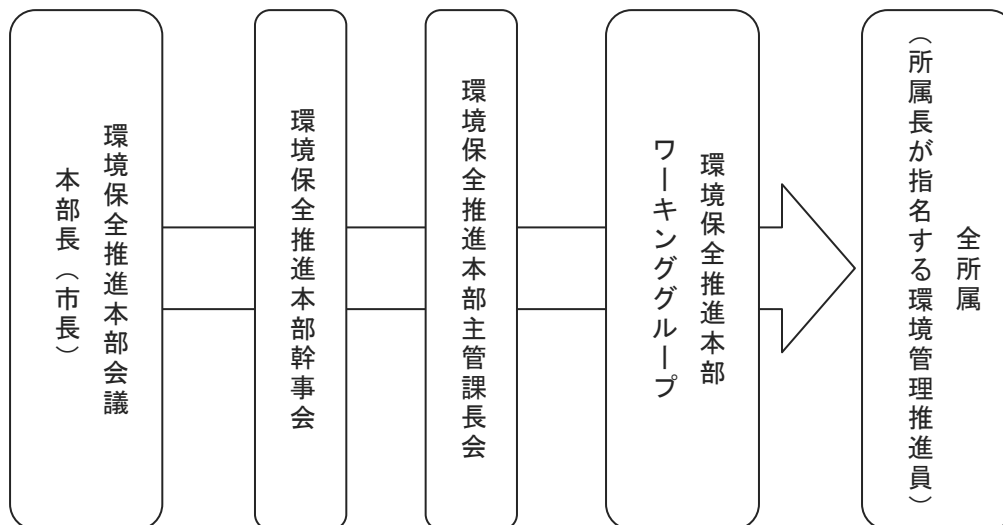 環境保全推進本部会議
本部長（市長）
環境保全推進本部幹事会
環境保全推進本部主管課長会
環境保全推進本部
ワーキンググループ
全所属
（所属長が指名する環境管理推進員）